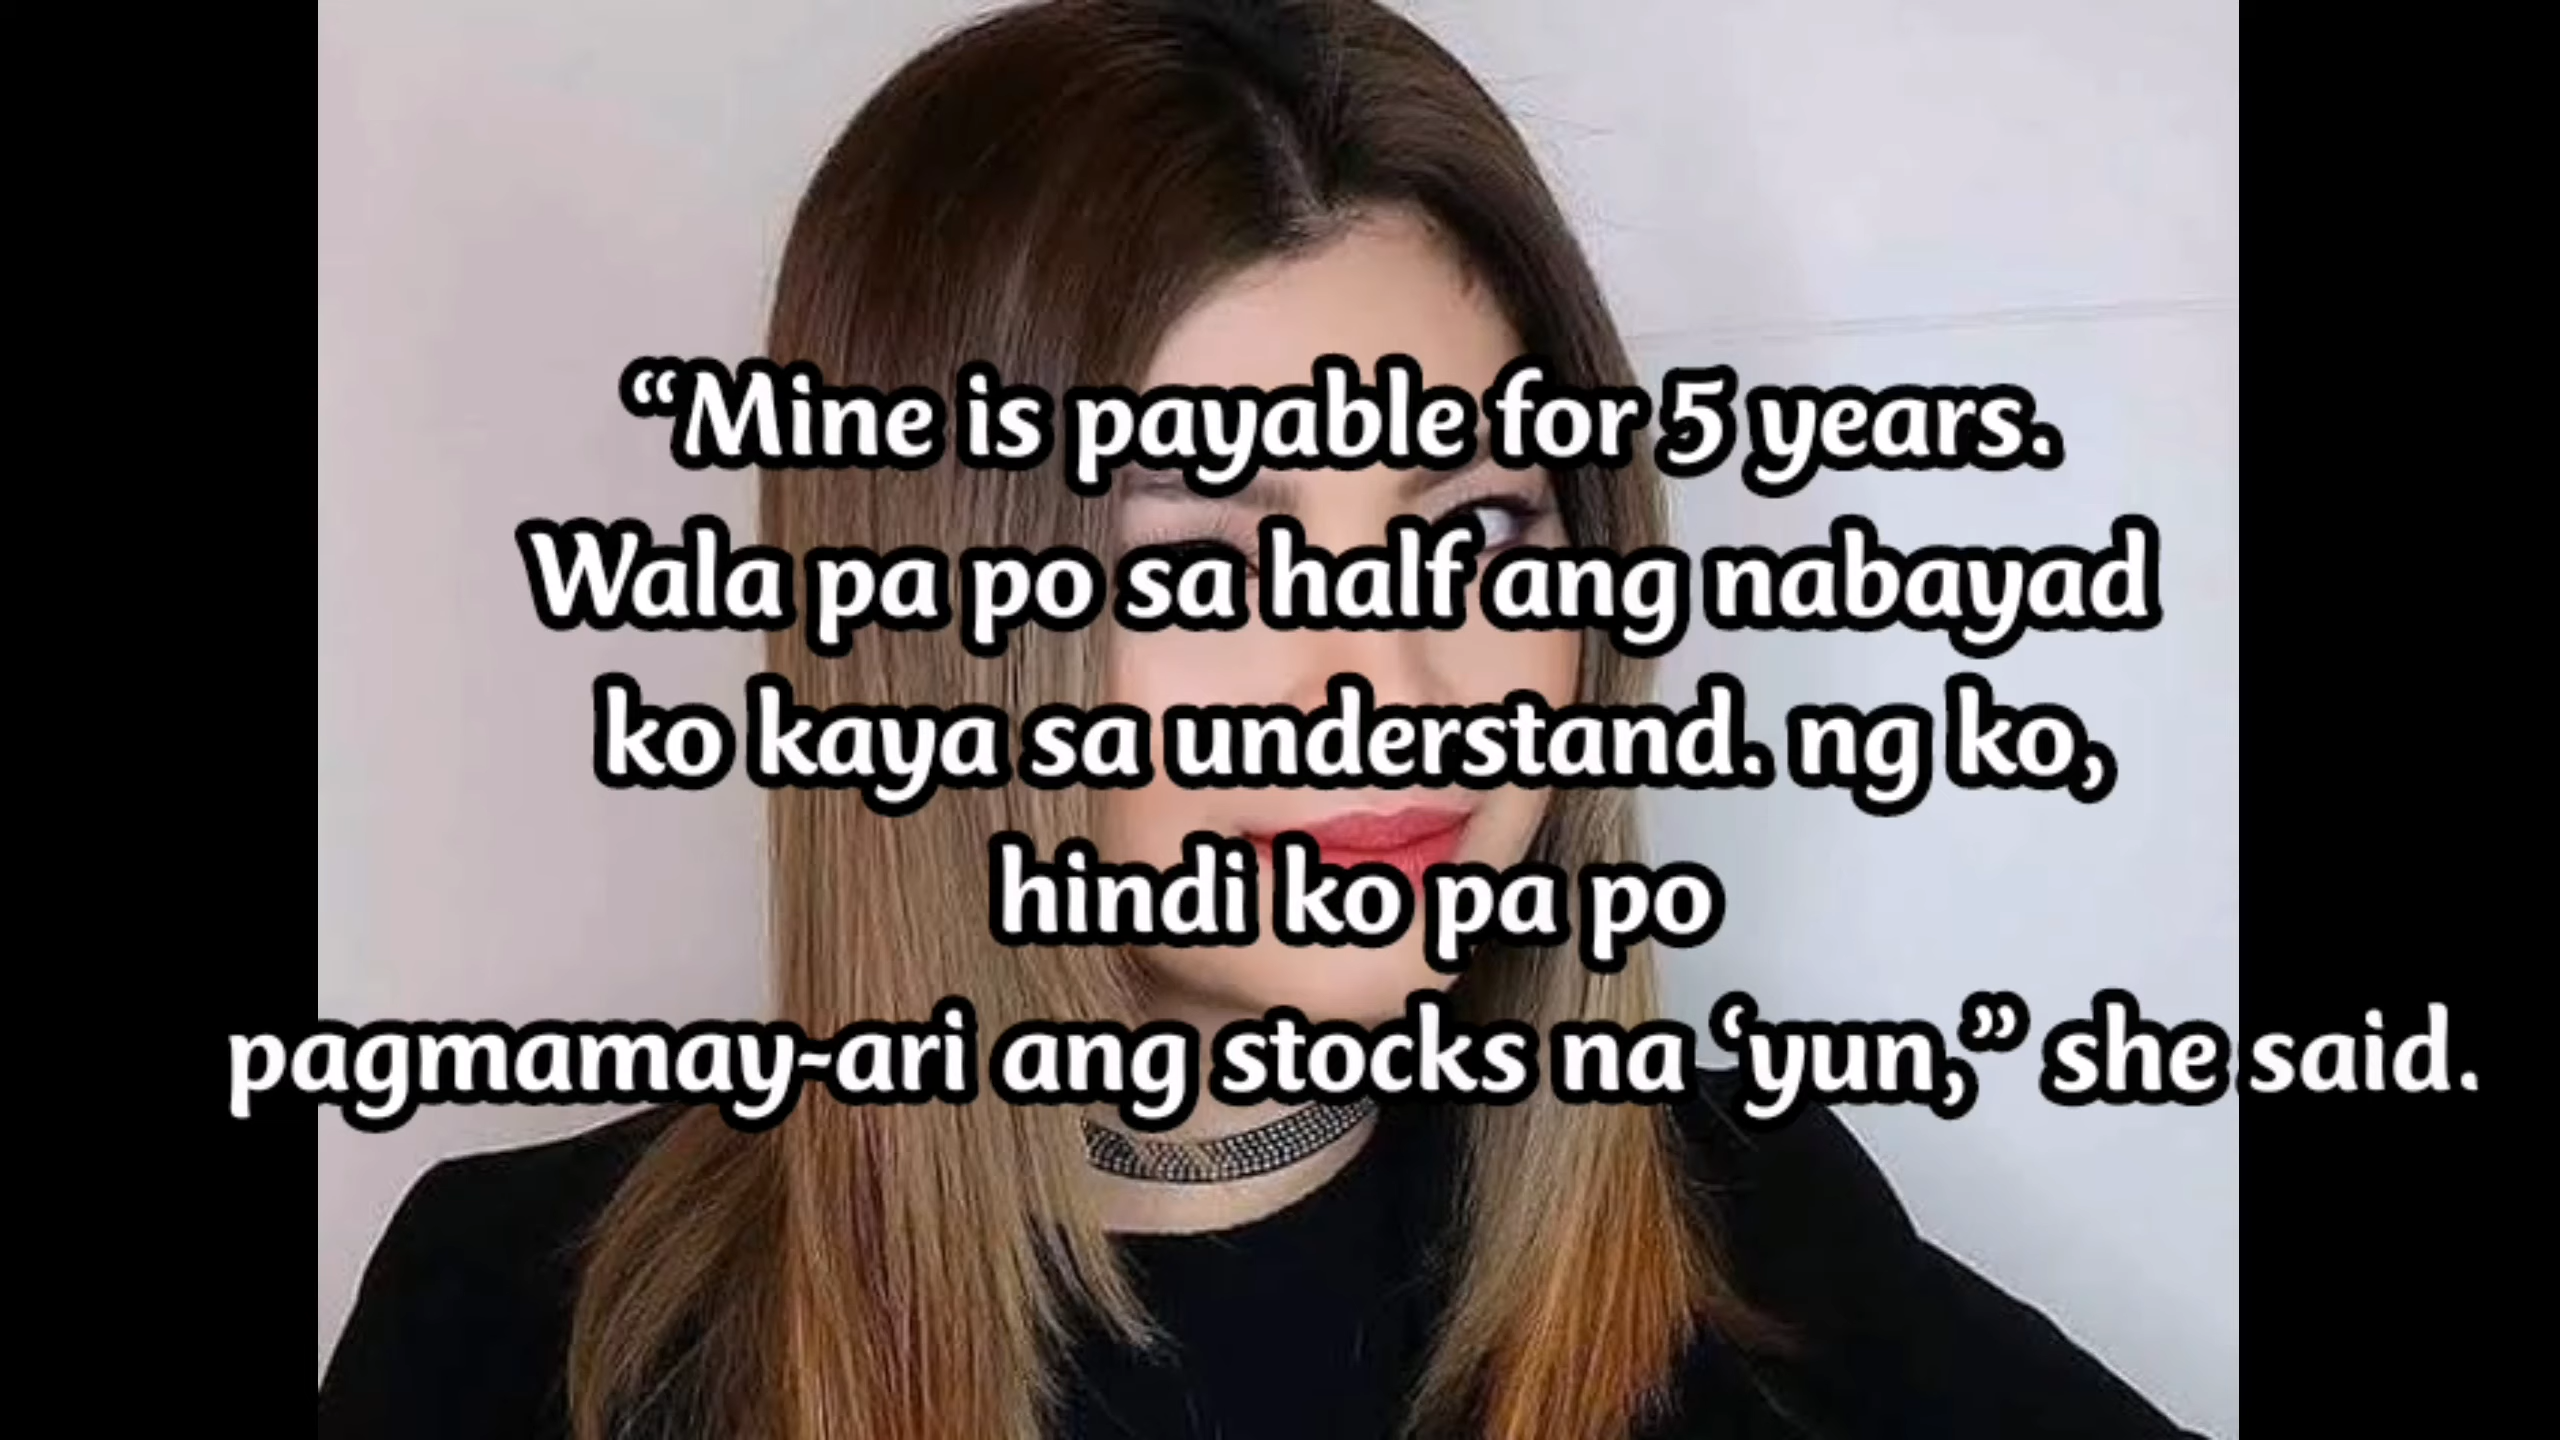 “Mine is payable for 5 years.
Wala pa po sa half ang nabayad
ko kaya sa understand. ng ko,
hindi ko pa po
pagmamay-ari ang stocks na ‘yun,” she said.